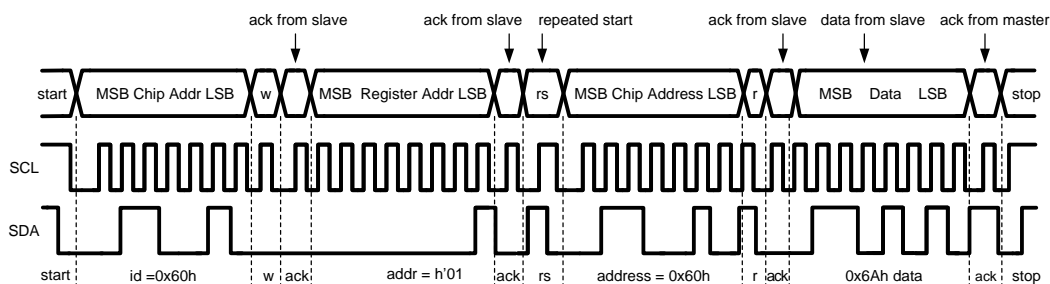 ack from slave ack from slave repeated start ack from slave data from slave ack from master
start MSB Chip Addr LSB w MSB Register Addr LSB rs MSB Chip Address LSB r MSB Data LSB stop
SCL
SDA
start id =0x60h w ack addr = h'01 ack rs address = 0x60h r ack 0x6Ah data ack stop